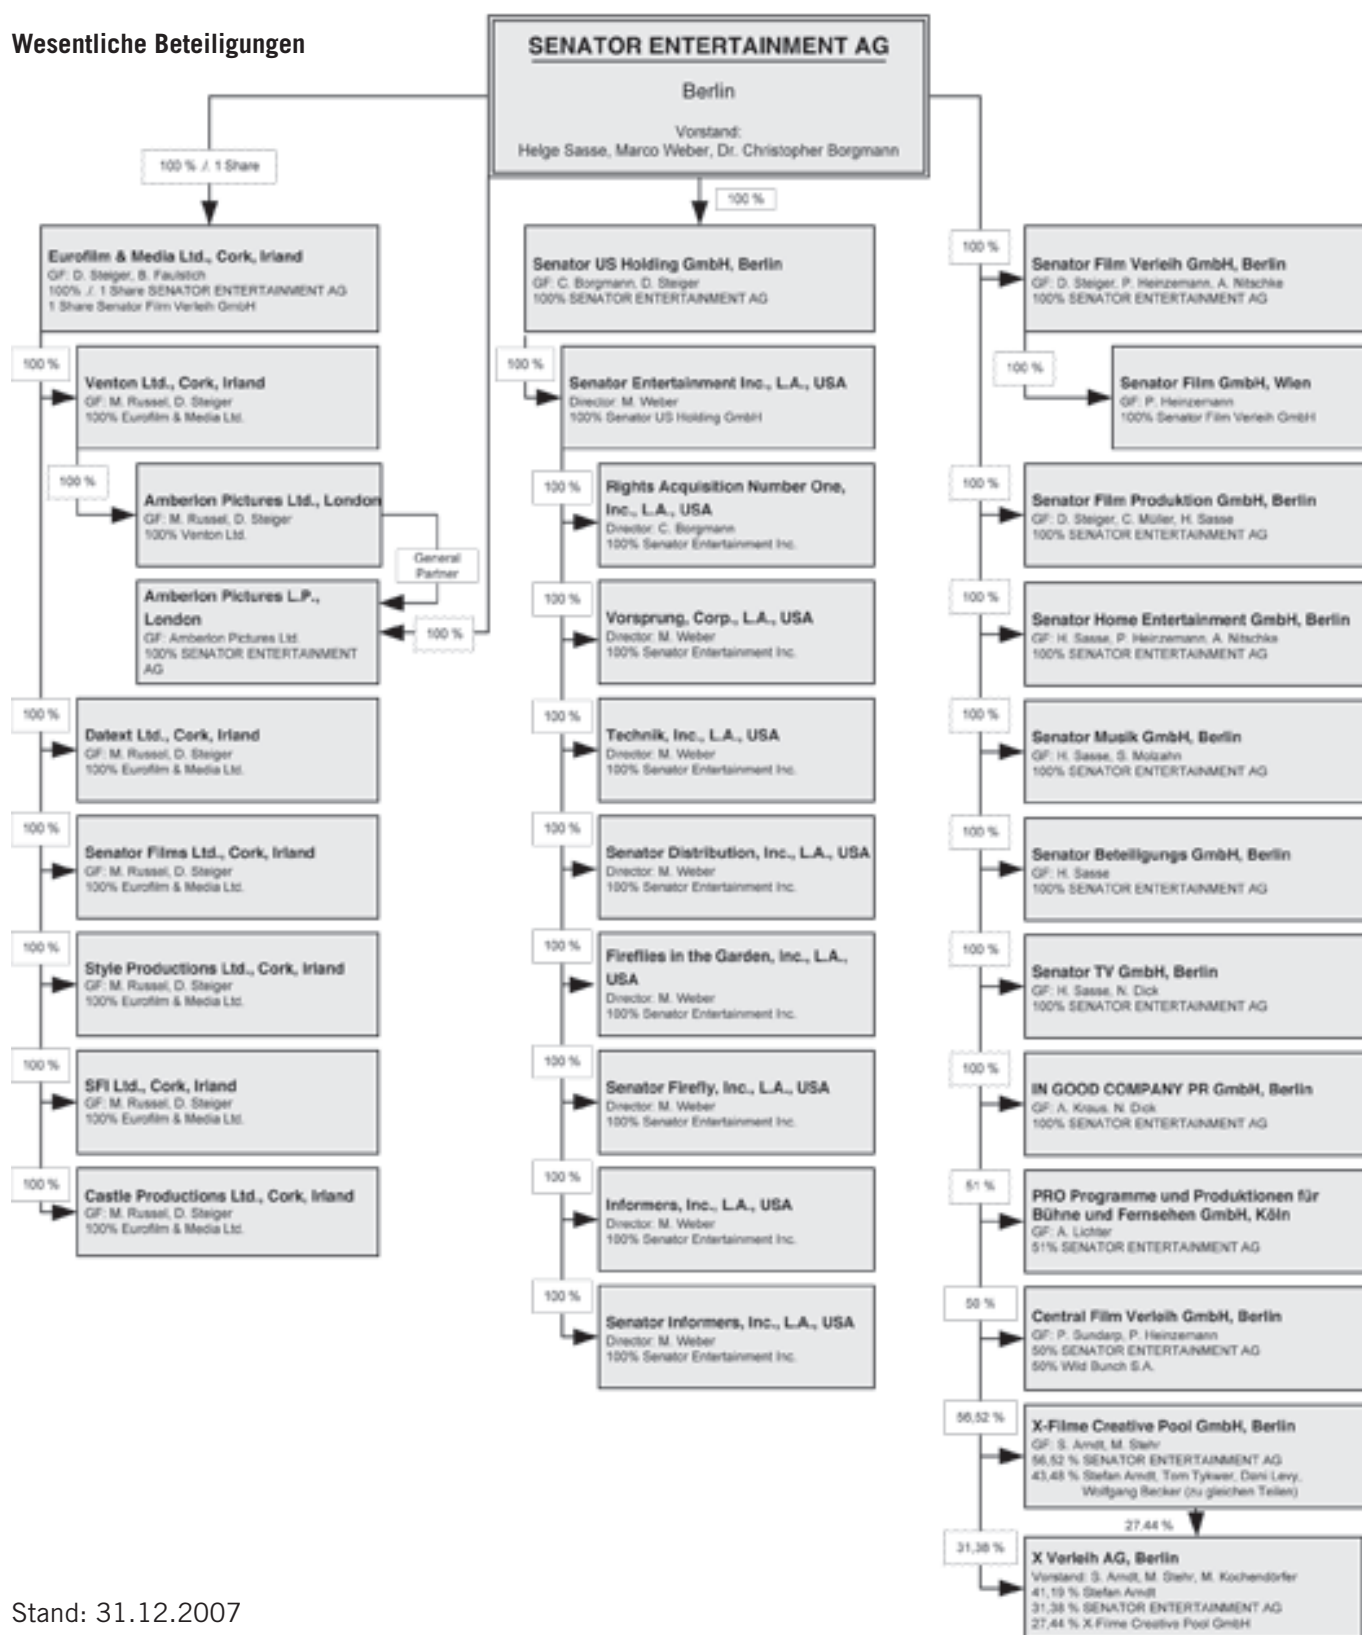 Wesentliche Beteiligungen
SENATOR ENTERTAINMENT AG
Berlin
Vorstand:
Helge Sasse, Marco Weber, Dr. Christopher Borgmann
100 % ./. 1 Share
100 %
Eurofilm & Media Ltd., Cork, Irland
GF: D. Steiger, B. Faulstich
100% ./. 1 Share SENATOR ENTERTAINMENT AG
1 Share Senator Film Verleih GmbH
100 %
Venton Ltd., Cork, Irland
GF: M. Russel, D. Steiger
100% Eurofilm & Media Ltd.
100 %
Amberlon Pictures Ltd., London
GF: M. Russel, D. Steiger
100% Venton Ltd.
General
Partner
Amberlon Pictures L.P.,
London
GF: Amberlon Pictures Ltd.
100% SENATOR ENTERTAINMENT
AG
100 %
100 %
Datext Ltd., Cork, Irland
GF: M. Russel, D. Steiger
100% Eurofilm & Media Ltd.
100 %
Senator Films Ltd., Cork, Irland
GF: M. Russel, D. Steiger
100% Eurofilm & Media Ltd.
100 %
Style Productions Ltd., Cork, Irland
GF: M. Russel, D. Steiger
100% Eurofilm & Media Ltd.
100 %
SFI Ltd., Cork, Irland
GF: M. Russel, D. Steiger
100% Eurofilm & Media Ltd.
100 %
Castle Productions Ltd., Cork, Irland
GF: M. Russel, D. Steiger
100% Eurofilm & Media Ltd.
Senator US Holding GmbH, Berlin
GF: C. Borgmann, D. Steiger
100% SENATOR ENTERTAINMENT AG
100 %
Senator Entertainment Inc., L.A., USA
Director: M. Weber
100% Senator US Holding GmbH
100 %
Rights Acquisition Number One,
Inc., L.A., USA
Director: C. Borgmann
100% Senator Entertainment Inc.
100 %
Vorsprung, Corp., L.A., USA
Director: M. Weber
100% Senator Entertainment Inc.
100 %
Technik, Inc., L.A., USA
Director: M. Weber
100% Senator Entertainment Inc.
100 %
Senator Distribution, Inc., L.A., USA
Director: M. Weber
100% Senator Entertainment Inc.
100 %
Fireflies in the Garden, Inc., L.A.,
USA
Director: M. Weber
100% Senator Entertainment Inc.
100 %
Senator Firefly, Inc., L.A., USA
Director: M. Weber
100% Senator Entertainment Inc.
100 %
Informers, Inc., L.A., USA
Director: M. Weber
100% Senator Entertainment Inc.
100 %
Senator Informers, Inc., L.A., USA
Director: M. Weber
100% Senator Entertainment Inc.
100 %
Senator Film Verleih GmbH, Berlin
GF: D. Steiger, P. Heinzemann, A. Nitschke
100% SENATOR ENTERTAINMENT AG
100 %
Senator Film GmbH, Wien
GF: P. Heinzemann
100% Senator Film Verleih GmbH
100 %
Senator Film Produktion GmbH, Berlin
GF: D. Steiger, C. Müller, H. Sasse
100% SENATOR ENTERTAINMENT AG
100 %
Senator Home Entertainment GmbH, Berlin
GF: H. Sasse, P. Heinzemann, A. Nitschke
100% SENATOR ENTERTAINMENT AG
100 %
Senator Musik GmbH, Berlin
GF: H. Sasse, S. Molzahn
100% SENATOR ENTERTAINMENT AG
100 %
Senator Beteiligungs GmbH, Berlin
GF: H. Sasse
100% SENATOR ENTERTAINMENT AG
100 %
Senator TV GmbH, Berlin
GF: H. Sasse, N. Dick
100% SENATOR ENTERTAINMENT AG
100 %
IN GOOD COMPANY PR GmbH, Berlin
GF: A. Kraus, N. Dick
100% SENATOR ENTERTAINMENT AG
51 %
PRO Programme und Produktionen für
Bühne und Fernsehen GmbH, Köln
GF: A. Lichter
51% SENATOR ENTERTAINMENT AG
50 %
Central Film Verleih GmbH, Berlin
GF: P. Sundarp, P. Heinzemann
50% SENATOR ENTERTAINMENT AG
50% Wild Bunch S.A.
56,52 %
X-Filme Creative Pool GmbH, Berlin
GF: S. Arndt, M. Stehr
56,52 % SENATOR ENTERTAINMENT AG
43,48 % Stefan Arndt, Tom Tykwer, Dani Levy,
Wolfgang Becker (zu gleichen Teilen)
27,44 %
31,38 %
X Verleih AG, Berlin
Vorstand: S. Arndt, M. Stehr, M. Kochendörfer
41,19 % Stefan Arndt
31,38 % SENATOR ENTERTAINMENT AG
27,44 % X Filme Creative Pool GmbH
Stand: 31.12.2007